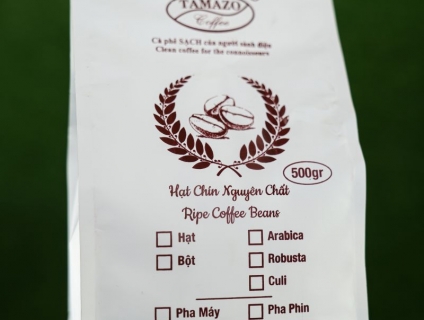 TAMAZO
Coffee
Cà phê SẠCH của người sành điệu
Clean coffee for the connoisseurs
500gr
Hạt Chín Nguyên Chất
Ripe Coffee Beans
Hạt Arabica
Bột Robusta
Culi
Pha Máy Pha Phin